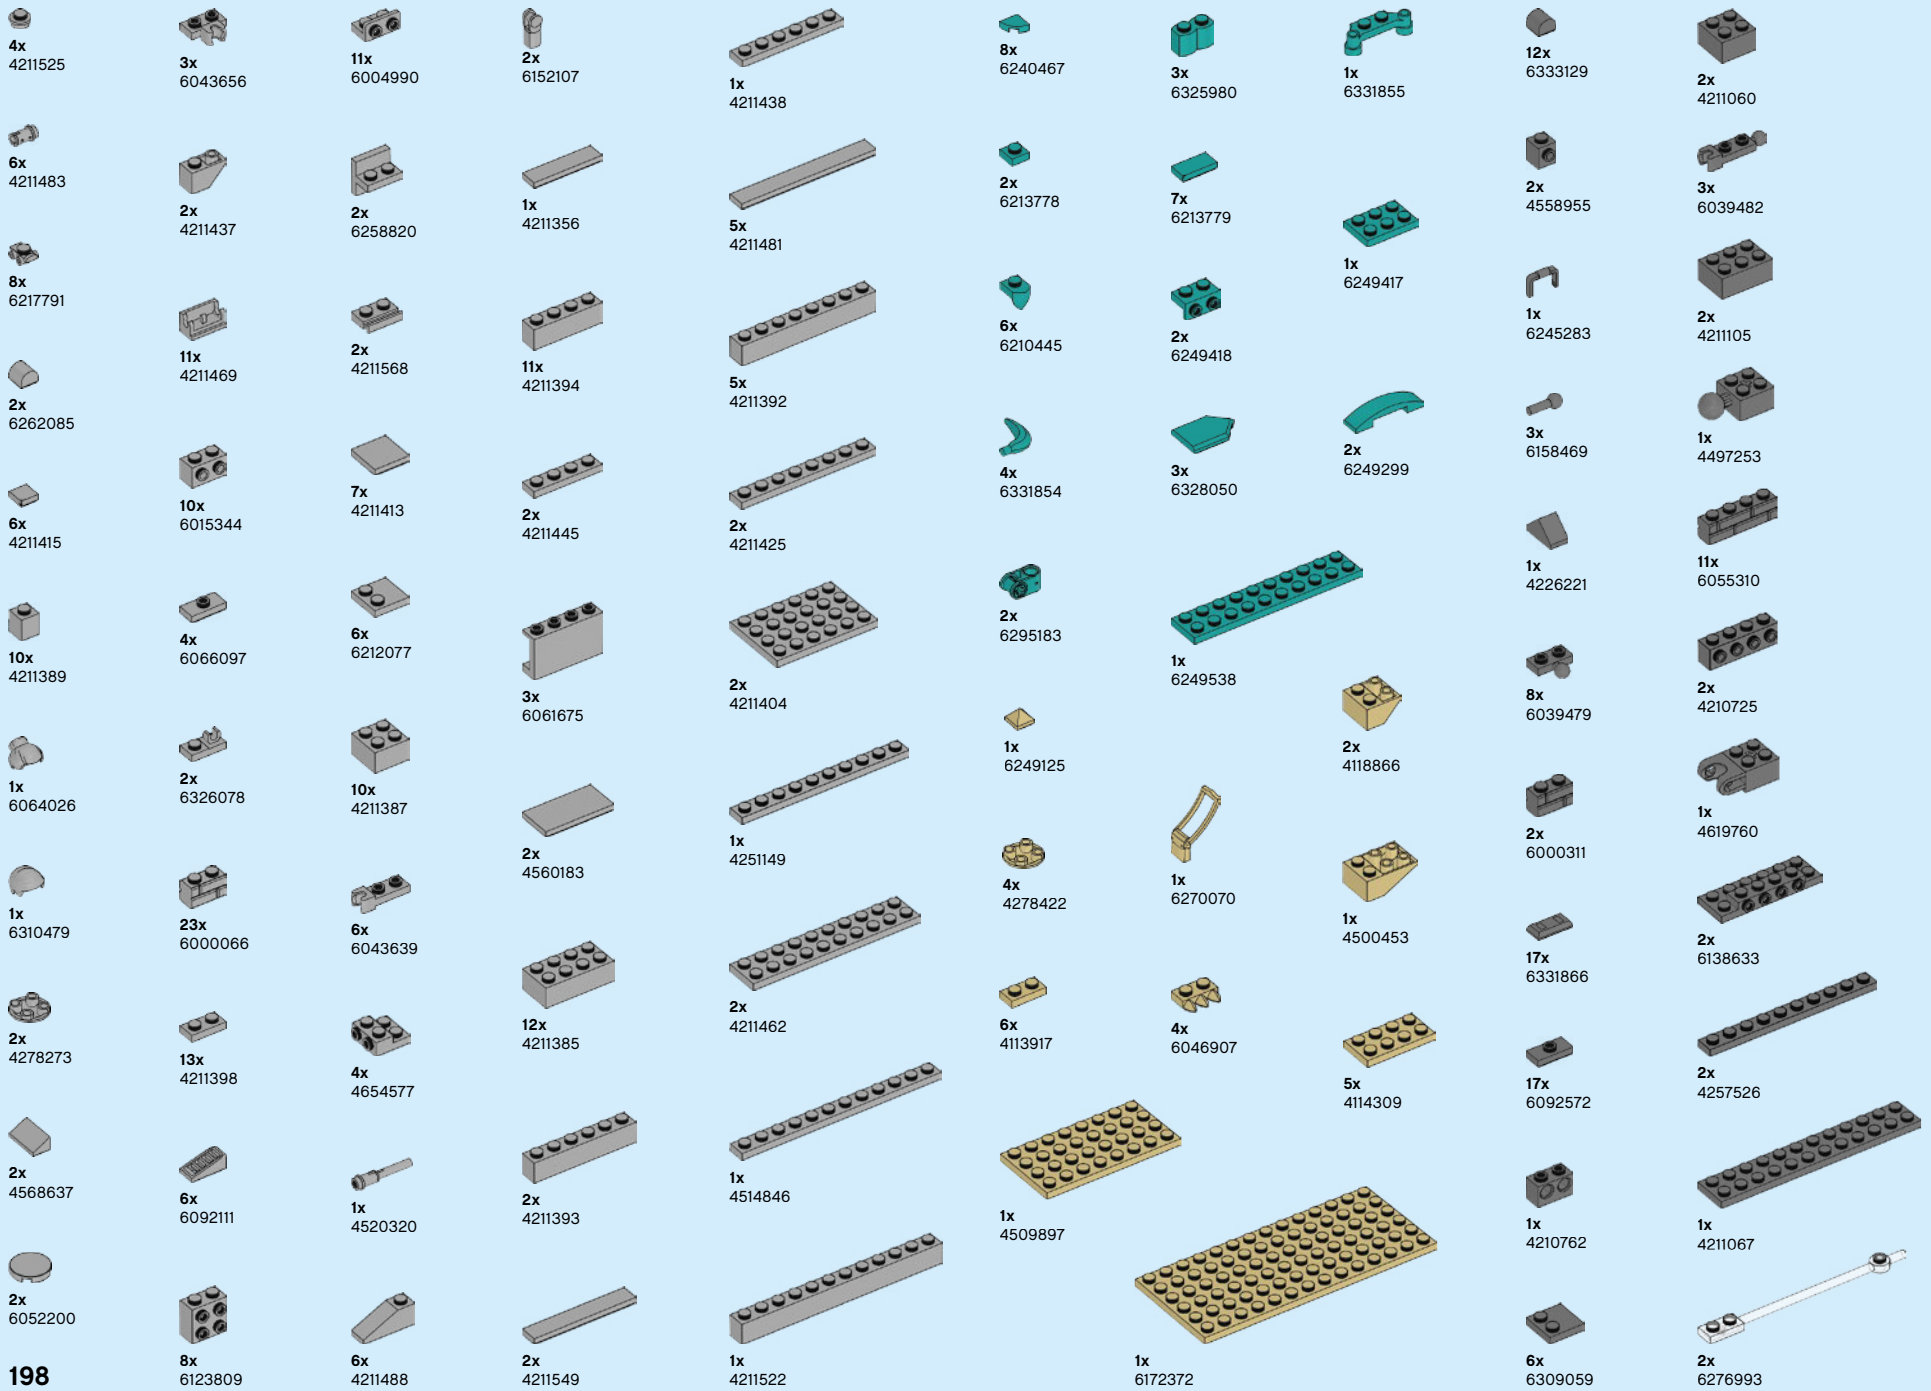 4x
4211525
6x
4211483
8x
6217791
2x
6262085
6x
4211415
10x
4211389
1x
6064026
1x
6310479
2x
4278273
2x
4568637
2x
6052200
198
3x
6043656
2x
4211437
11x
4211469
10x
6015344
4x
6066097
2x
6326078
23x
6000066
13x
4211398
6x
6092111
8x
6123809
11x
6004990
2x
6258820
2x
4211568
7x
4211413
6x
6212077
10x
4211387
6x
6043639
4x
4654577
1x
4520320
6x
4211488
2x
6152107
1x
4211356
11x
4211394
2x
4211445
3x
6061675
2x
4560183
12x
4211385
2x
4211393
2x
4211549
1x
4211438
5x
4211481
5x
4211392
2x
4211425
2x
4211404
1x
4251149
2x
4211462
1x
4514846
1x
4211522
8x
6240467
2x
6213778
6x
6210445
4x
6331854
2x
6295183
1x
6249125
4x
4278422
6x
4113917
1x
4509897
3x
6325980
7x
6213779
2x
6249418
3x
6328050
1x
6249538
1x
6270070
4x
6046907
1x
6172372
1x
6331855
1x
6249417
2x
6249299
2x
4118866
1x
4500453
5x
4114309
12x
6333129
2x
4558955
1x
6245283
3x
6158469
1x
4226221
8x
6039479
2x
6000311
17x
6331866
17x
6092572
1x
4210762
6x
6309059
2x
4211060
3x
6039482
2x
4211105
1x
4497253
11x
6055310
2x
4210725
1x
4619760
2x
6138633
2x
4257526
1x
4211067
2x
6276993